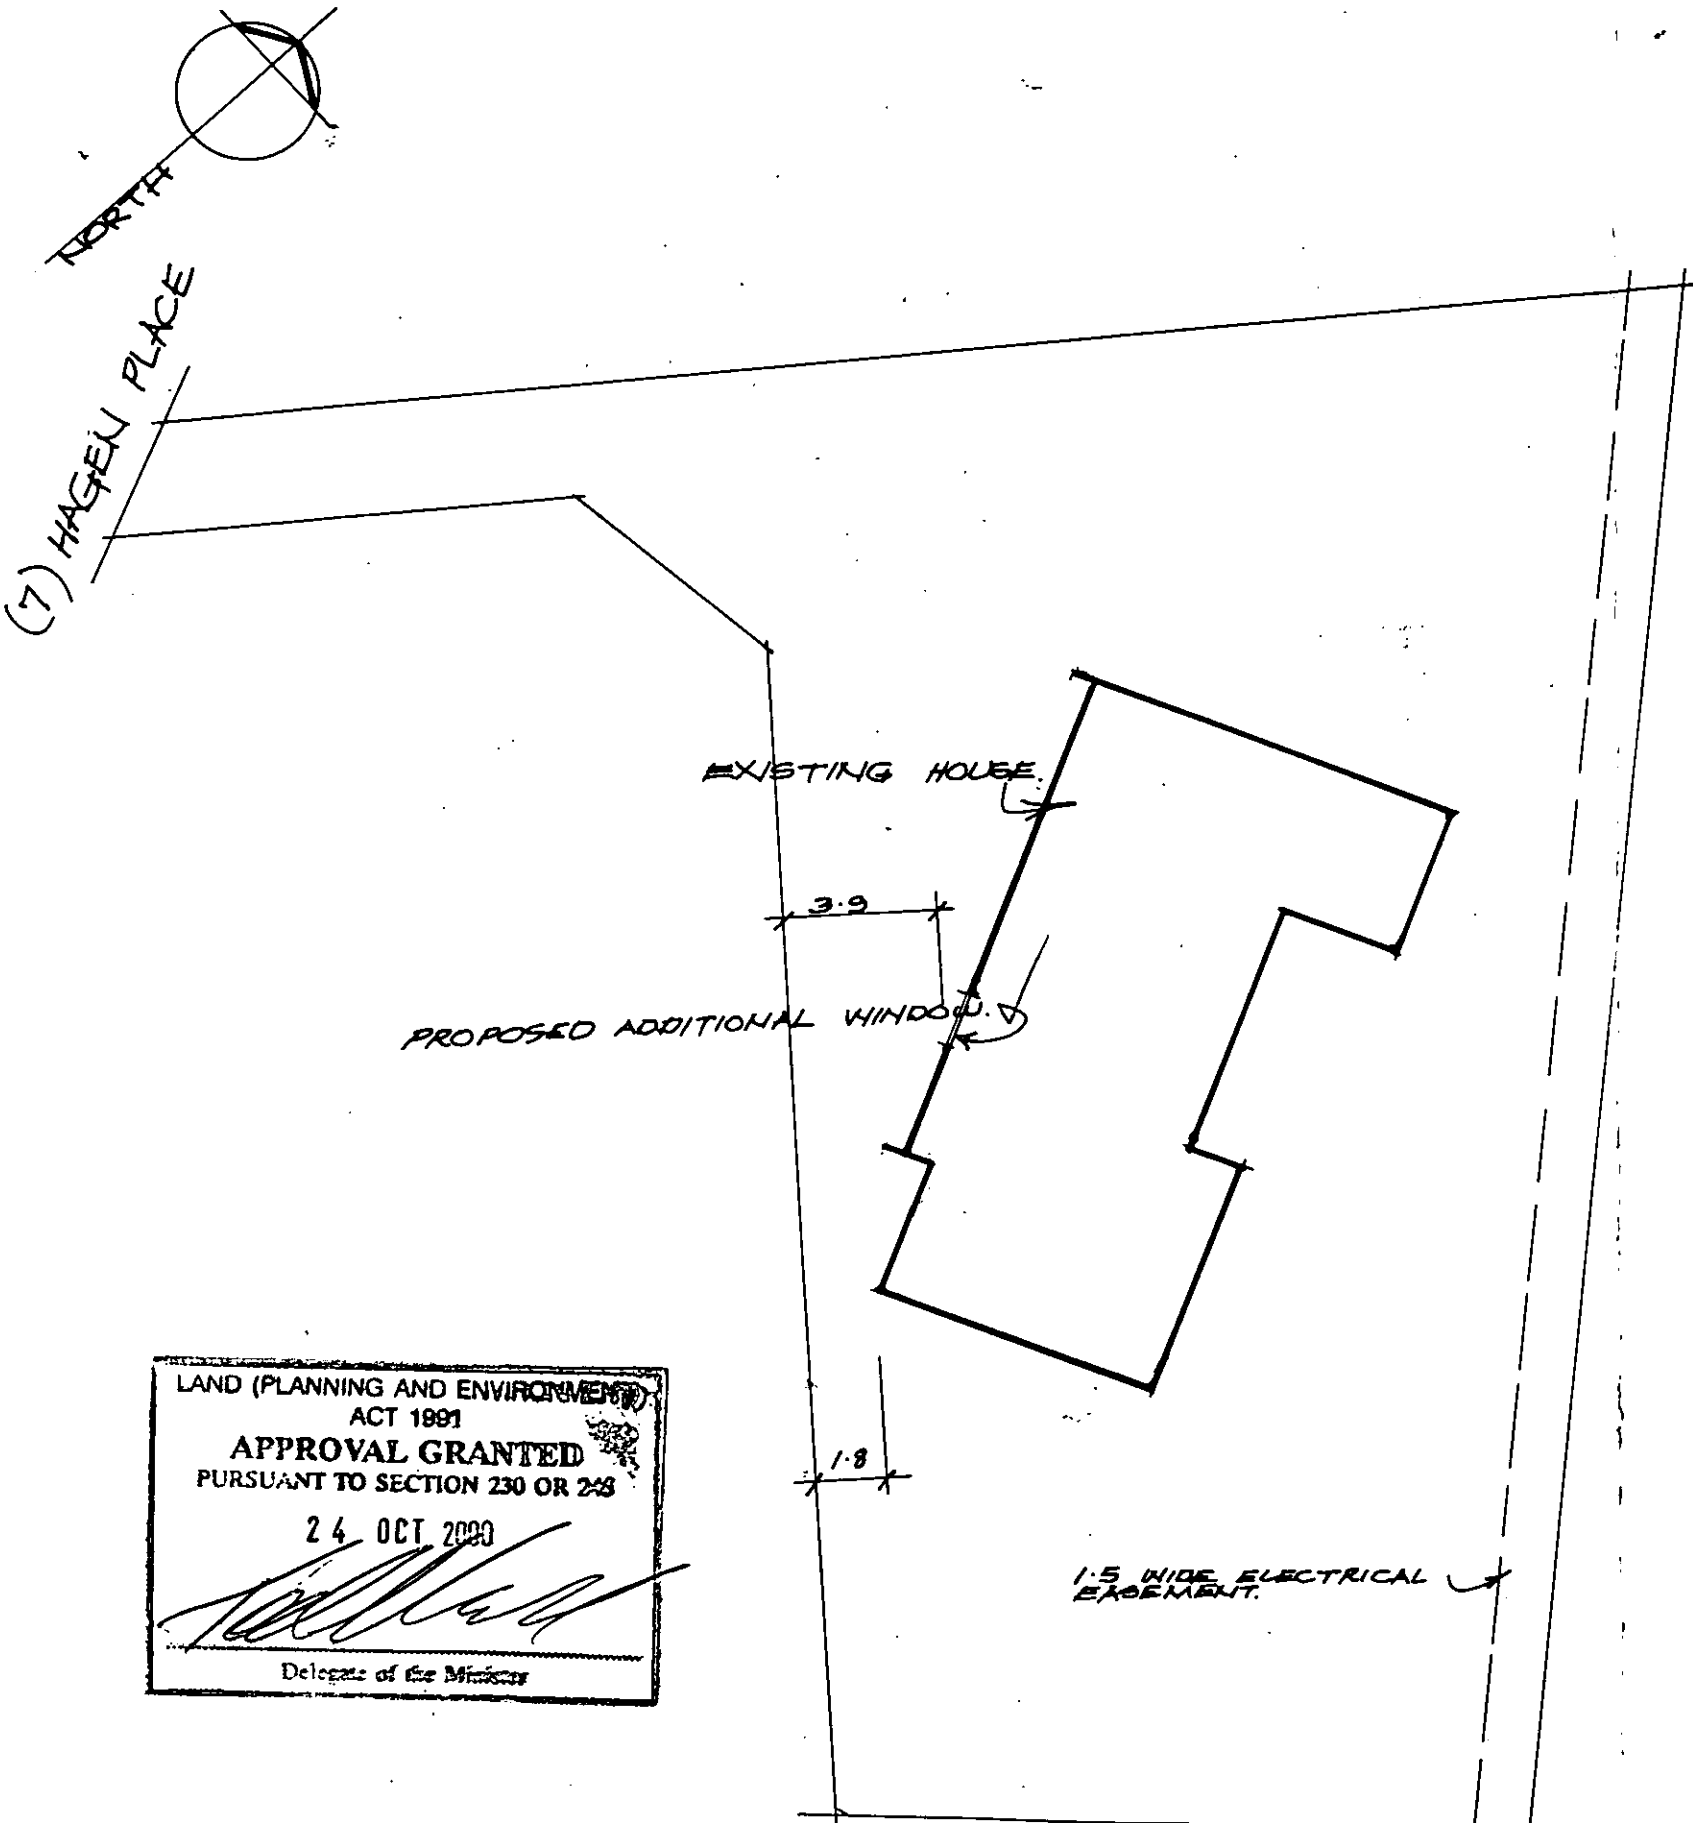 NORTH
(7) HAGEN PLACE
EXISTING HOUSE.
3.9
PROPOSED ADDITIONAL WINDOW.
LAND (PLANNING AND ENVIRONMENT)
ACT 1991
APPROVAL GRANTED
PURSUANT TO SECTION 230 OR
24 OCT 2000
Delegate of the Minister
1.8
1.5 WIDE ELECTRICAL
EASEMENT.